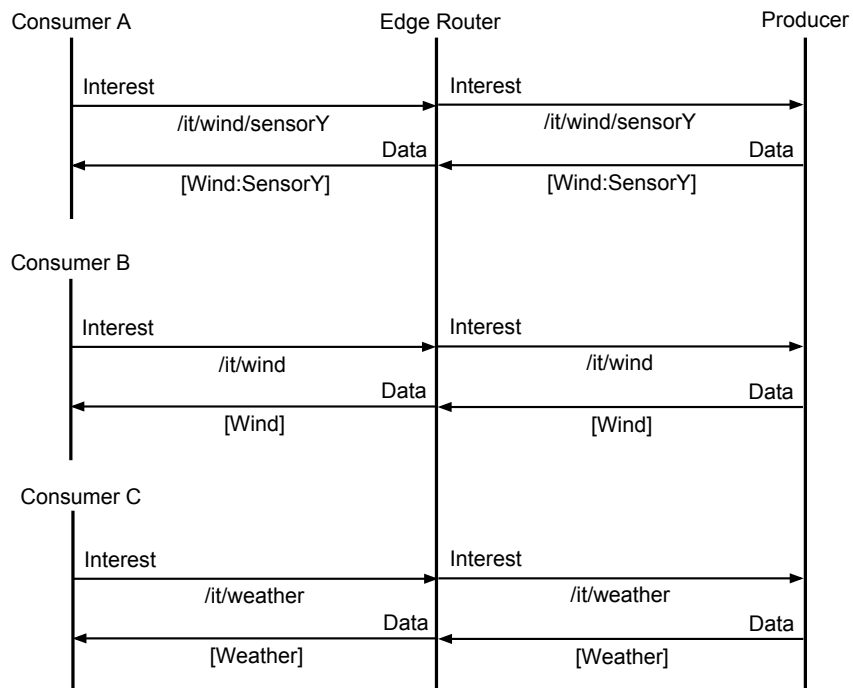 Consumer A Edge Router Producer
Interest Interest
/it/wind/sensorY /it/wind/sensorY
Data Data
[Wind:SensorY] [Wind:SensorY]
Consumer B
Interest Interest
/it/wind /it/wind
Data Data
[Wind] [Wind]
Consumer C
Interest Interest
/it/weather /it/weather
Data Data
[Weather] [Weather]